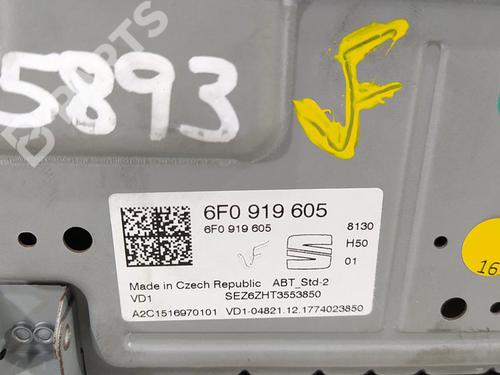 5893
F
6F0 919 605
6F0 919 605
8130
H50
01
Made in Czech Republic ABT_Std-2
VD1 SEZ6ZHT3553850
A2C1516970101 VD1-04821.12.1774023850
16
B-PARTS